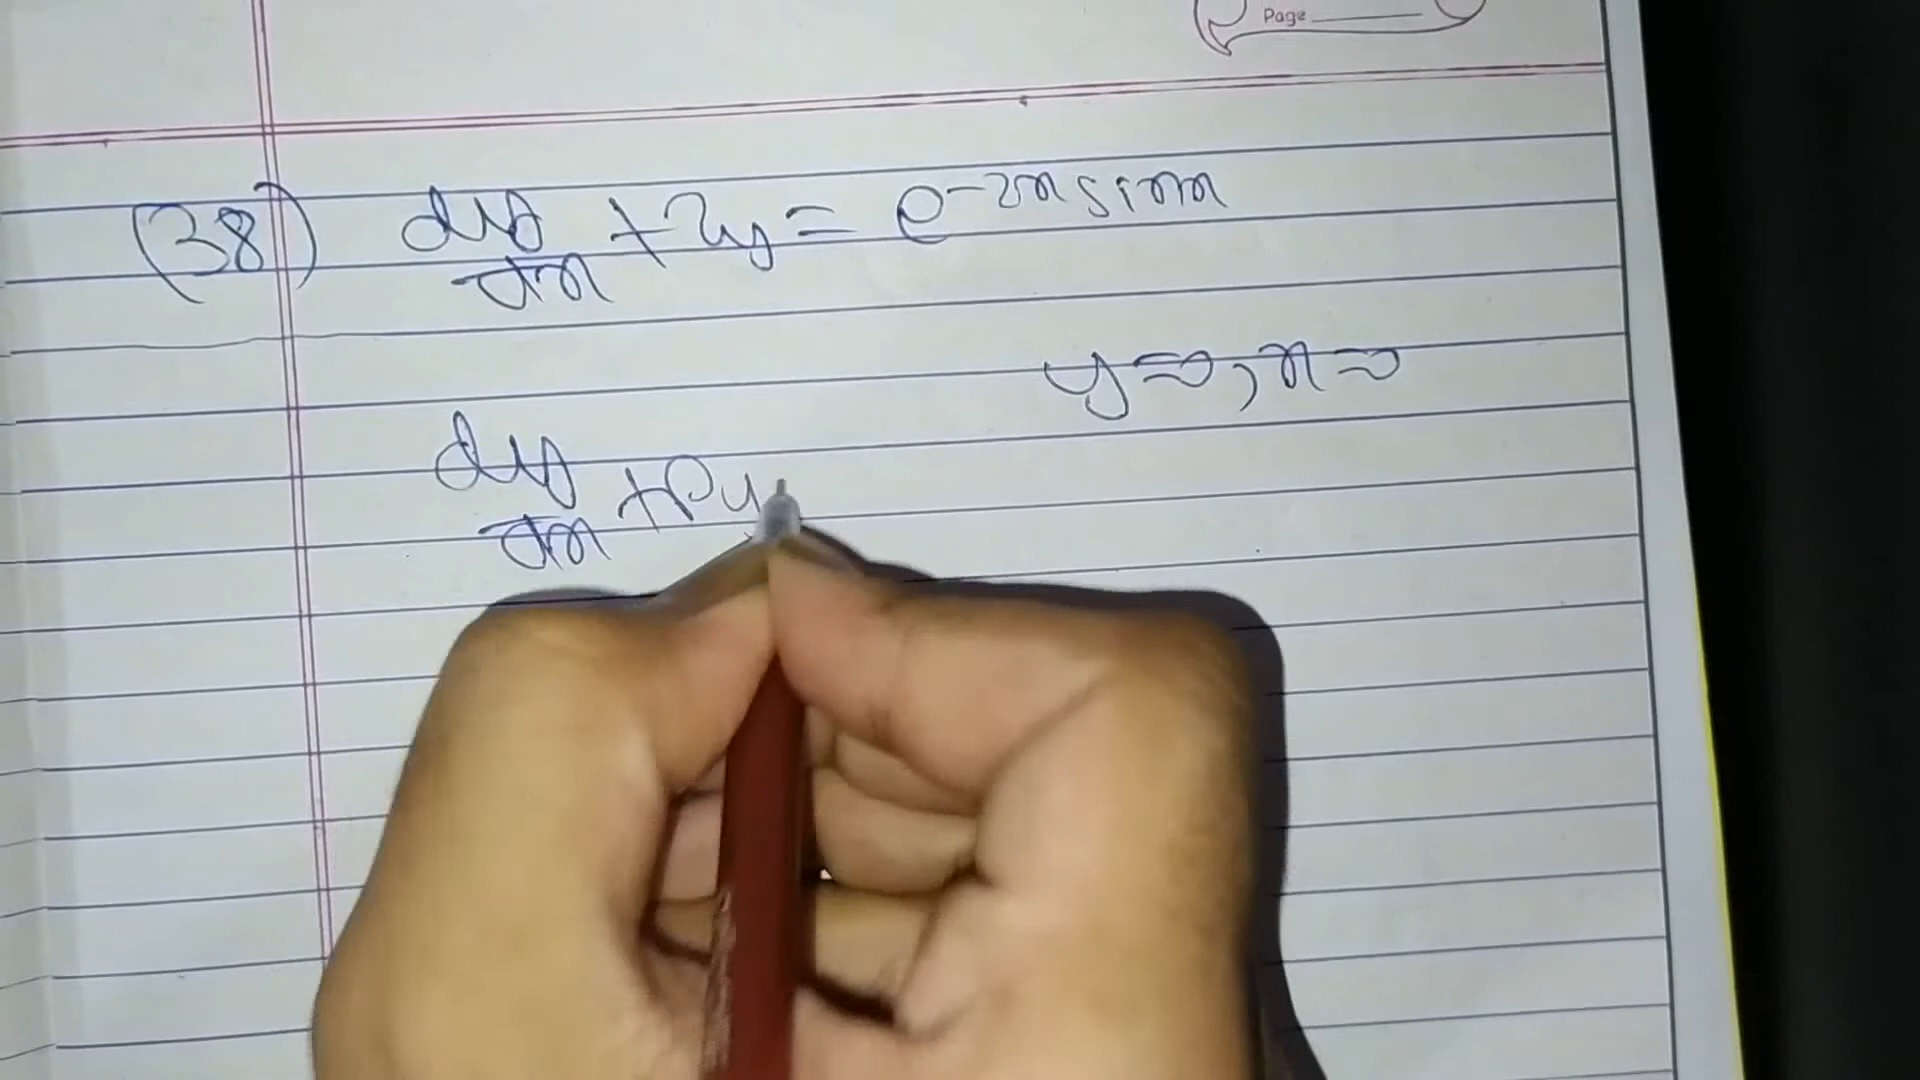 Page
(38) dy/dx + 2y = e^-2x sinx
y=0, x=0
dy/dx + Py